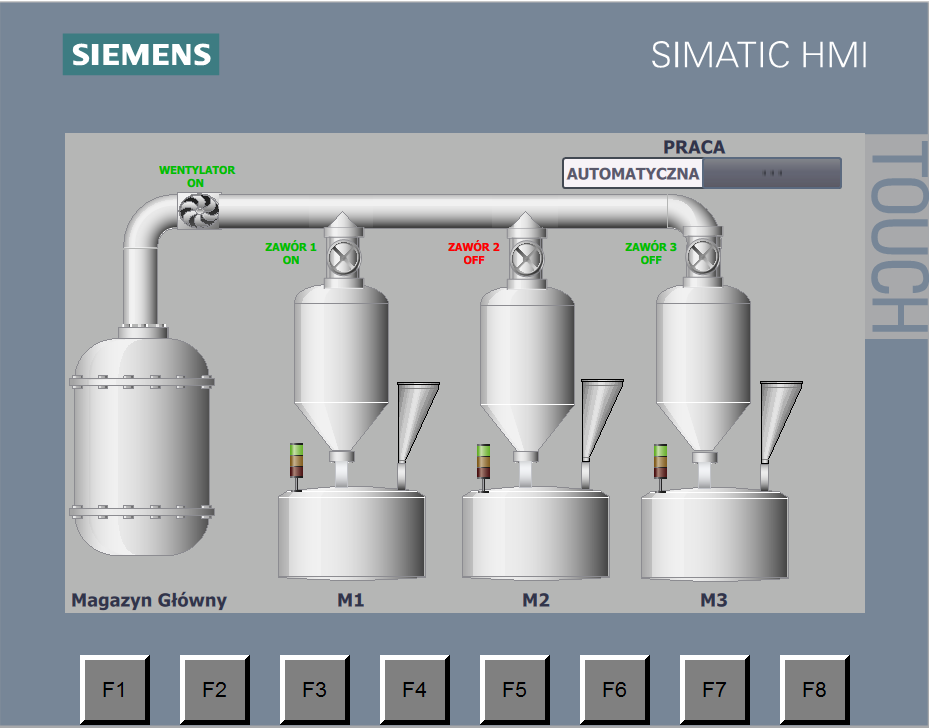 SIEMENS
SIMATIC HMI
TOUCH
PRACA
AUTOMATYCZNA
WENTYLATOR
ON
ZAWÓR 1
ON
ZAWÓR 2
OFF
ZAWÓR 3
OFF
Magazyn Główny
M1
M2
M3
F1
F2
F3
F4
F5
F6
F7
F8